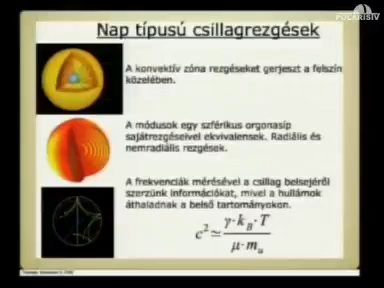 POLARISTV
Nap típusú csillagrezgések
A konvektív zóna rezgéseket gerjeszt a felszín
közelében.
A módusok egy szférikus orgonasíp
sajátrezgéseivel ekvivalensek. Radiális és
nemradiális rezgések.
A frekvenciák mérésével a csillag belsejéről
szerzünk információkat, mivel a hullámok
áthaladnak a belső tartományokon.
c² ≃ γ·k_B·T / μ·m_u